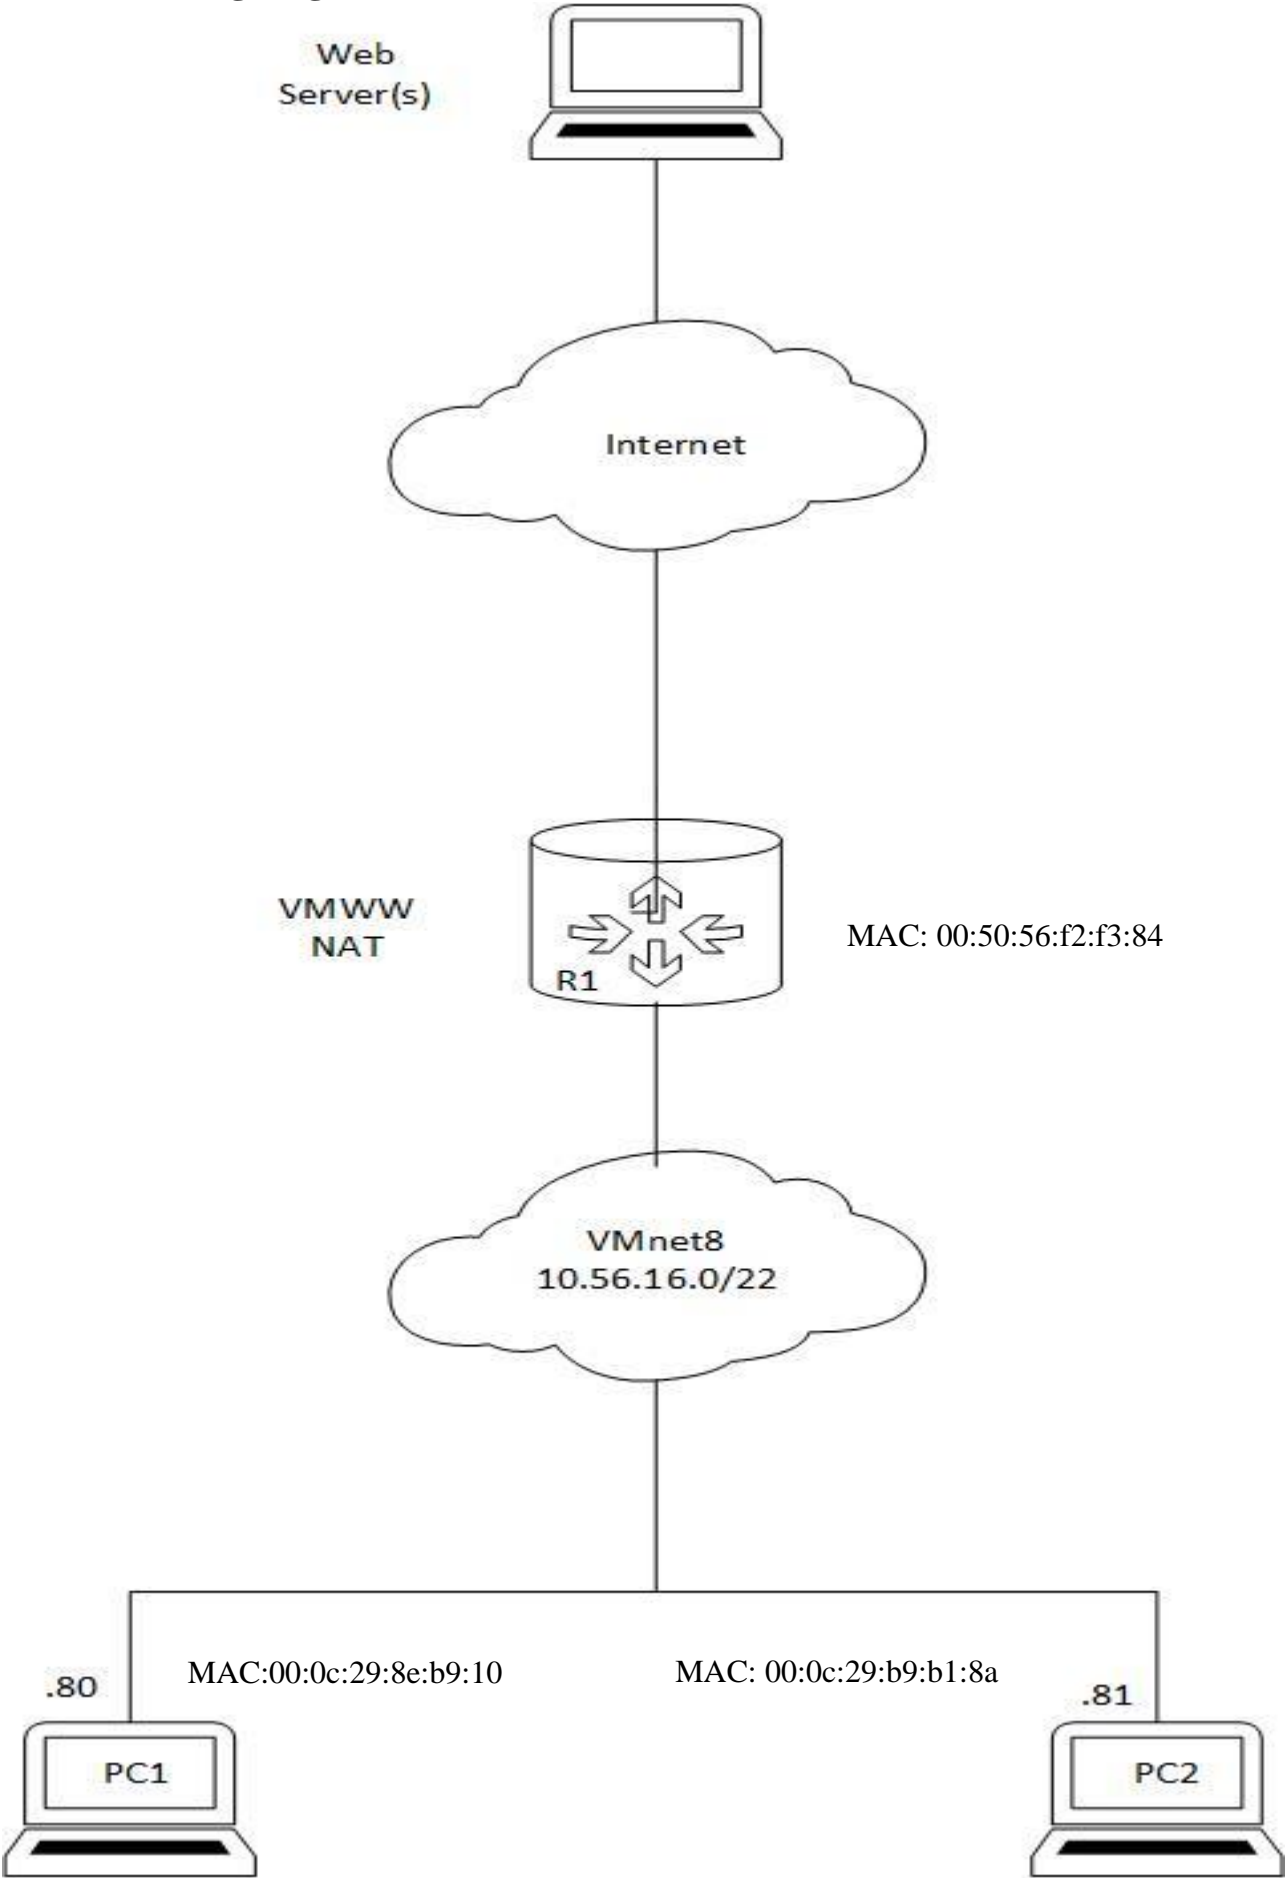 Web
Server(s)
Internet
VMWW
NAT
MAC: 00:50:56:f2:f3:84
R1
VMnet8
10.56.16.0/22
MAC:00:0c:29:8e:b9:10
MAC: 00:0c:29:b9:b1:8a
.80
.81
PC1
PC2